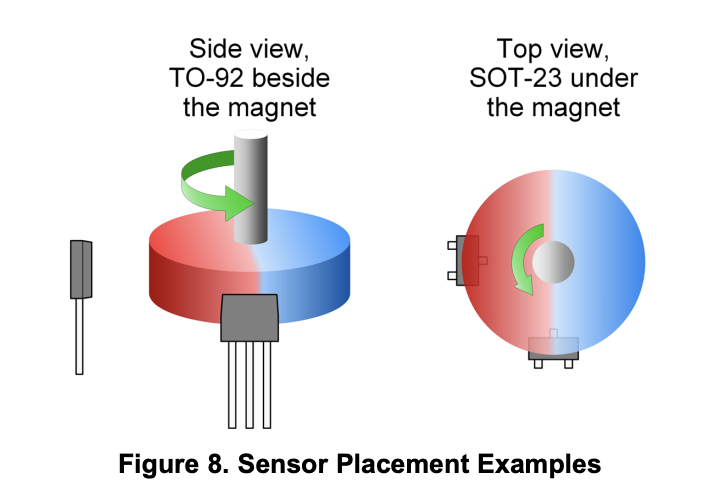 Side view,
TO-92 beside
the magnet
Top view,
SOT-23 under
the magnet
Figure 8. Sensor Placement Examples